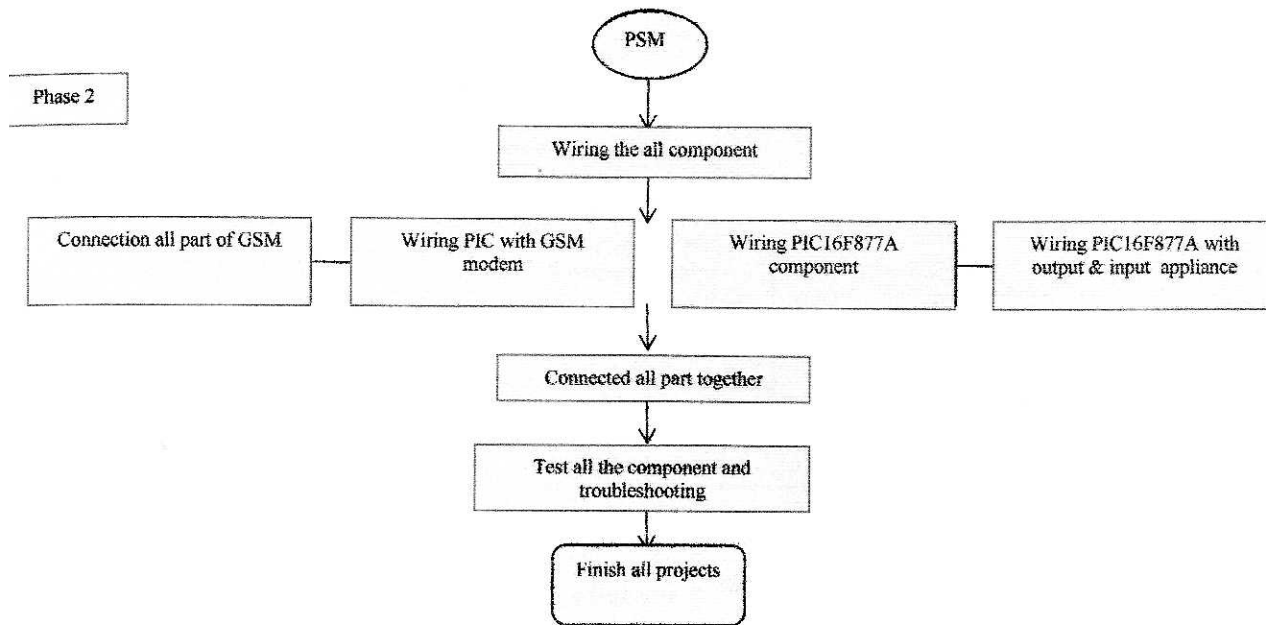 PSM
Phase 2
Wiring the all component
Connection all part of GSM
Wiring PIC with GSM
modem
Wiring PIC16F877A
component
Wiring PIC16F877A with
output & input appliance
Connected all part together
Test all the component and
troubleshooting
Finish all projects